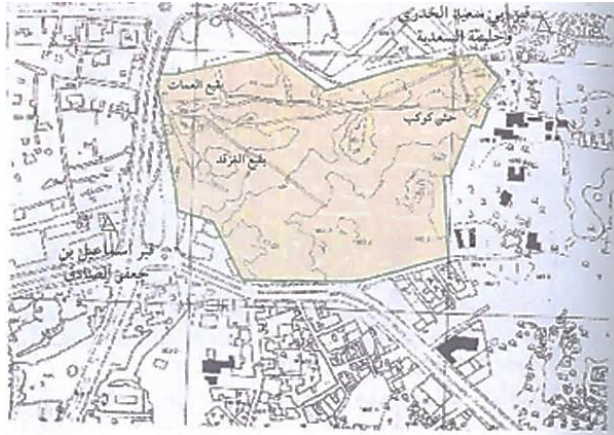 قبر أبي سعيد الخدري
وحليمة السعدية
بقيع العمات
حش كوكب
بقيع الغرقد
قبر اسماعيل بن
جعفر الصادق